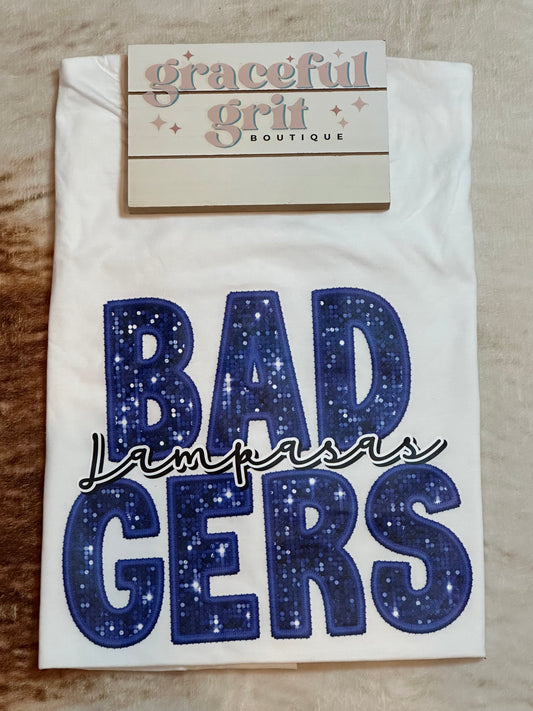 graceful
grit
BOUTIQUE
BAD
Lampasas
GERS